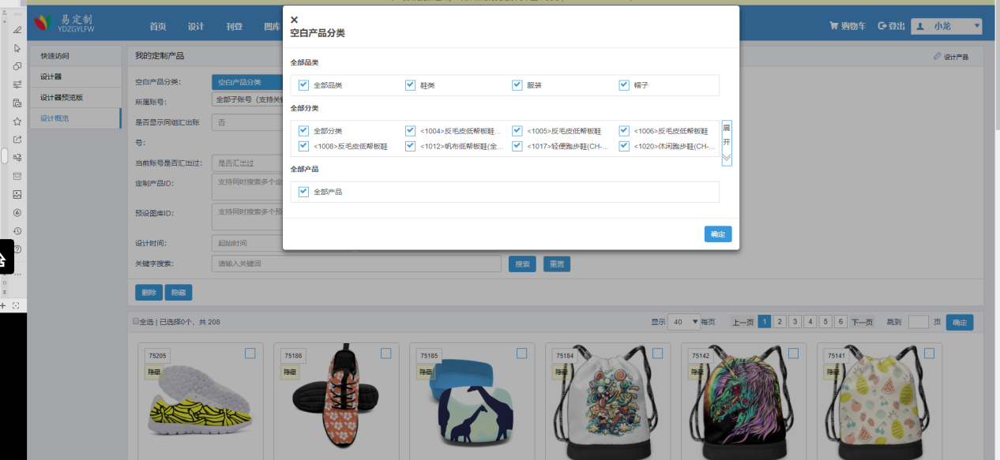 易定制
YDZGYLFW
首页 设计 刊登 图库
购物车 登出 小龙
快速访问
设计器
设计器预览版
设计概览
我的定制产品
设计产品
空白产品分类: 空白产品分类
所属账号: 全部子账号（支持关键
是否显示同组汇出账号: 否
当前账号是否汇出过: 是否汇出过
定制产品ID: 支持同时搜索多个定
预设图库ID: 支持同时搜索多个预
设计时间: 起始时间
关键字搜索: 请输入关键词 搜索 重置
删除 隐藏
空白产品分类
全部品类
全部品类 鞋类 服装 帽子
全部分类
全部分类 <1004>反毛皮低帮板鞋... <1005>反毛皮低帮板鞋 <1006>反毛皮低帮板鞋
<1008>反毛皮低帮板鞋 <1012>帆布低帮板鞋(全... <1017>轻便跑步鞋(CH-... <1020>休闲跑步鞋(CH-...
展开
全部产品
全部产品
确定
全选 | 已选择0个，共 208
显示 40 每页 上一页 1 2 3 4 5 6 下一页 跳到 页 确定
75205 75186 75185 75184 75142 75141
隐藏 隐藏 隐藏 隐藏 隐藏 隐藏